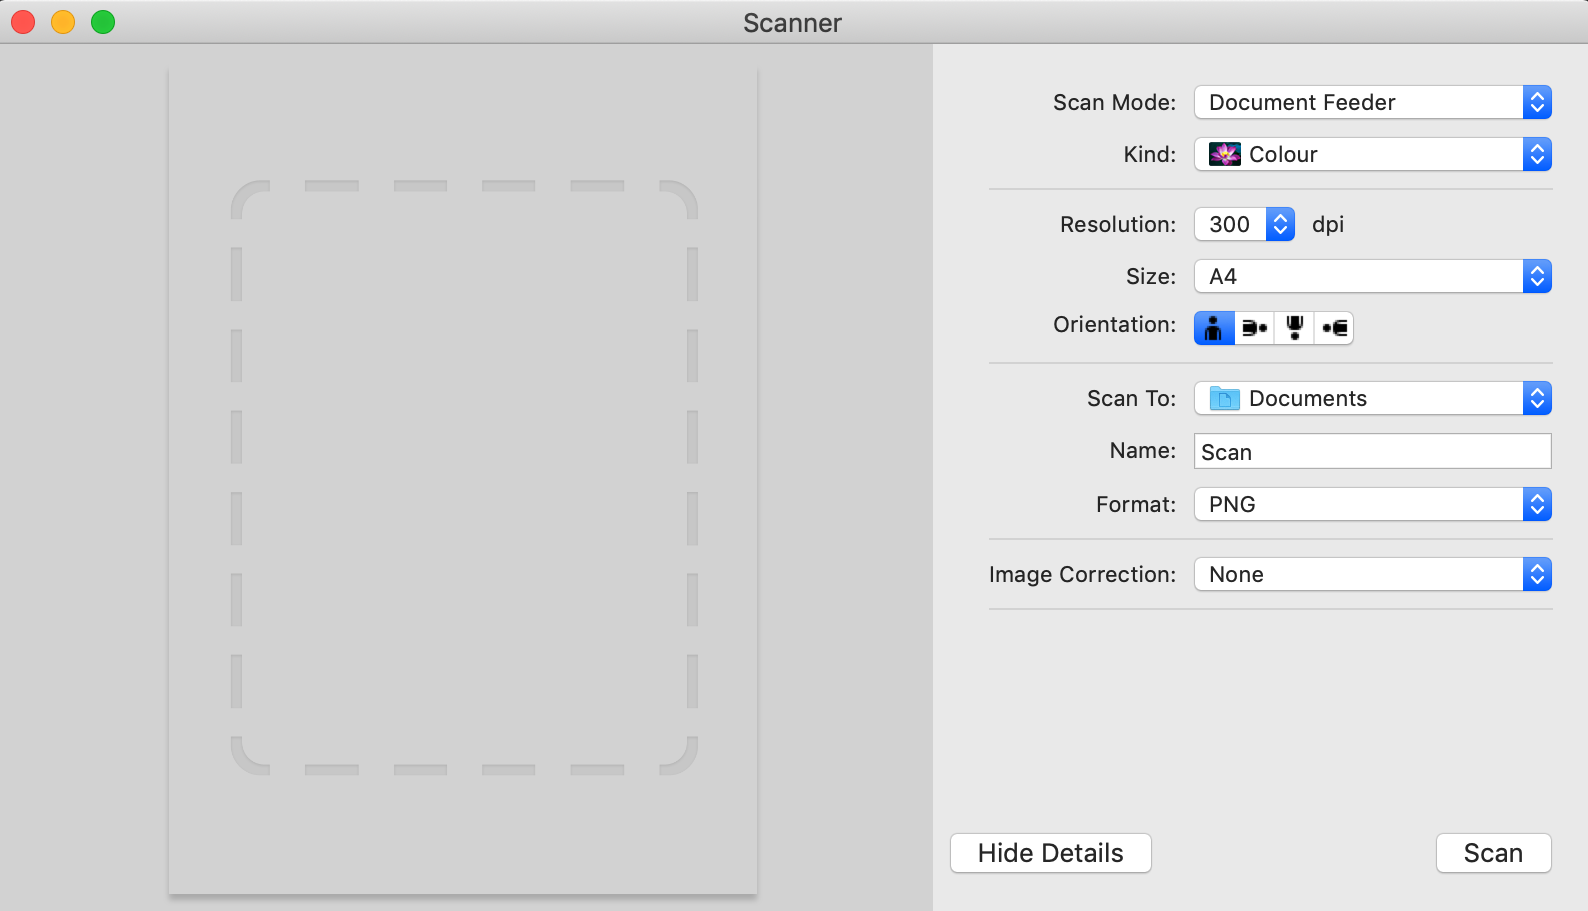 Scanner
Scan Mode: Document Feeder
Kind: Colour
Resolution: 300 dpi
Size: A4
Orientation:
Scan To: Documents
Name: Scan
Format: PNG
Image Correction: None
Hide Details Scan